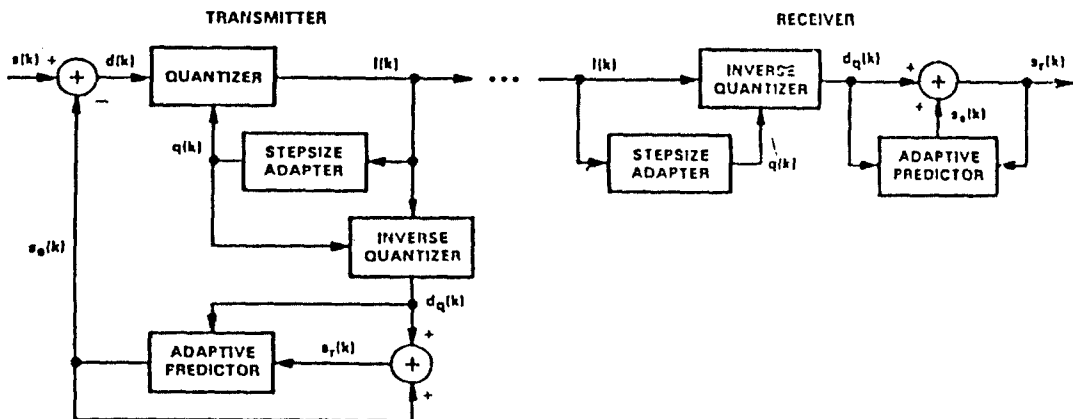 TRANSMITTER
RECEIVER
s(k) +
d(k)
QUANTIZER
I(k)
...
I(k)
INVERSE
QUANTIZER
dq(k)
+
+
sr(k)
−
+
+
se(k)
q(k)
STEPSIZE
ADAPTER
STEPSIZE
ADAPTER
q(k)
ADAPTIVE
PREDICTOR
se(k)
INVERSE
QUANTIZER
dq(k)
+
ADAPTIVE
PREDICTOR
sr(k)
+
+